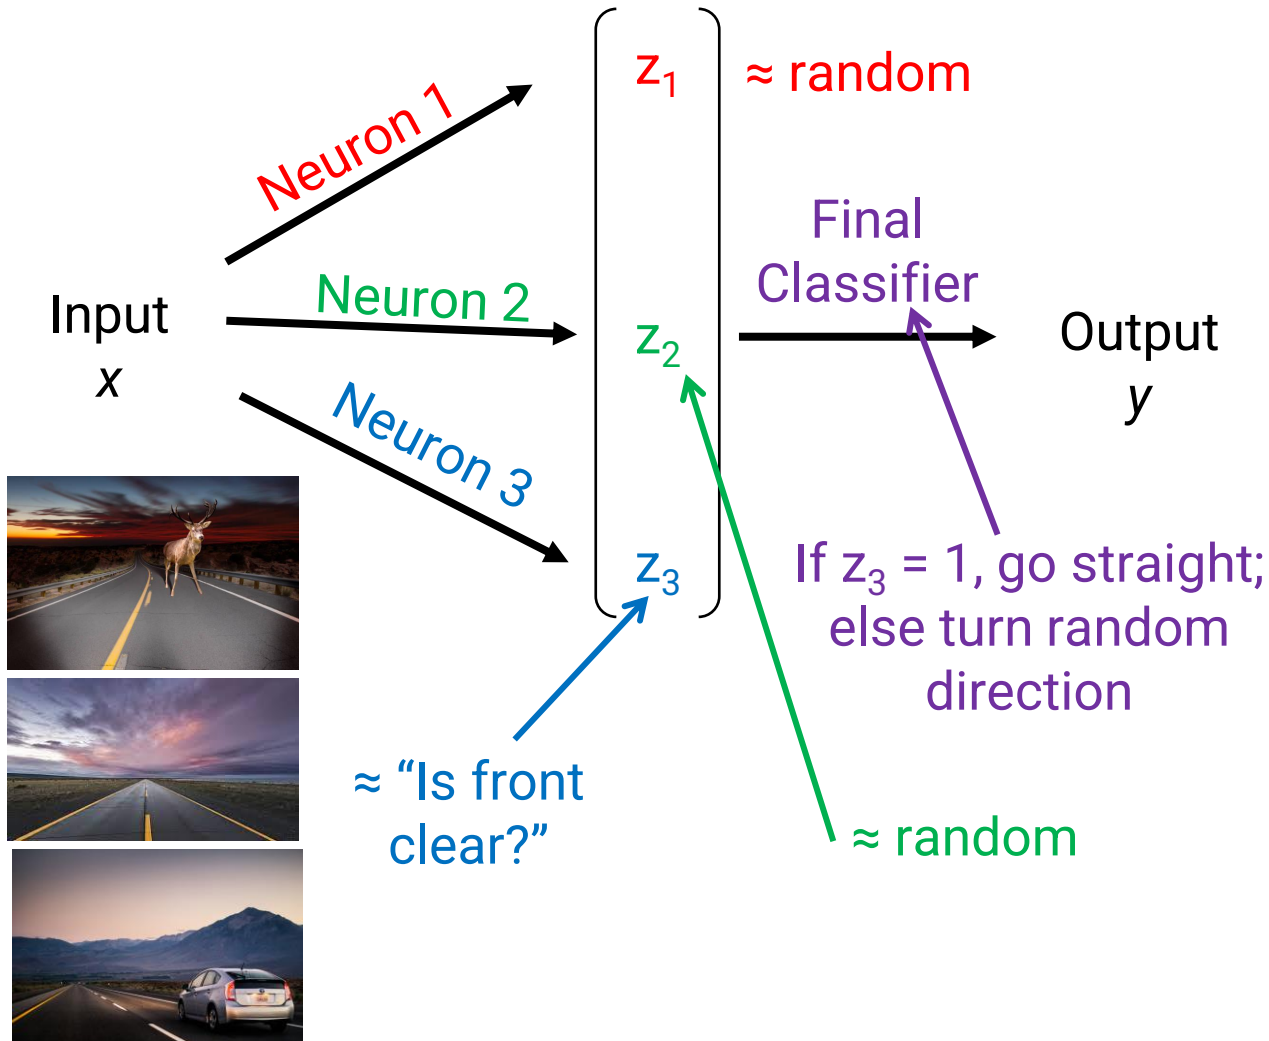 Neuron 1
z₁
≈ random
Final
Classifier
Input
x
Neuron 2
z₂
Output
y
Neuron 3
z₃
If z₃ = 1, go straight;
else turn random
direction
≈ “Is front
clear?”
≈ random